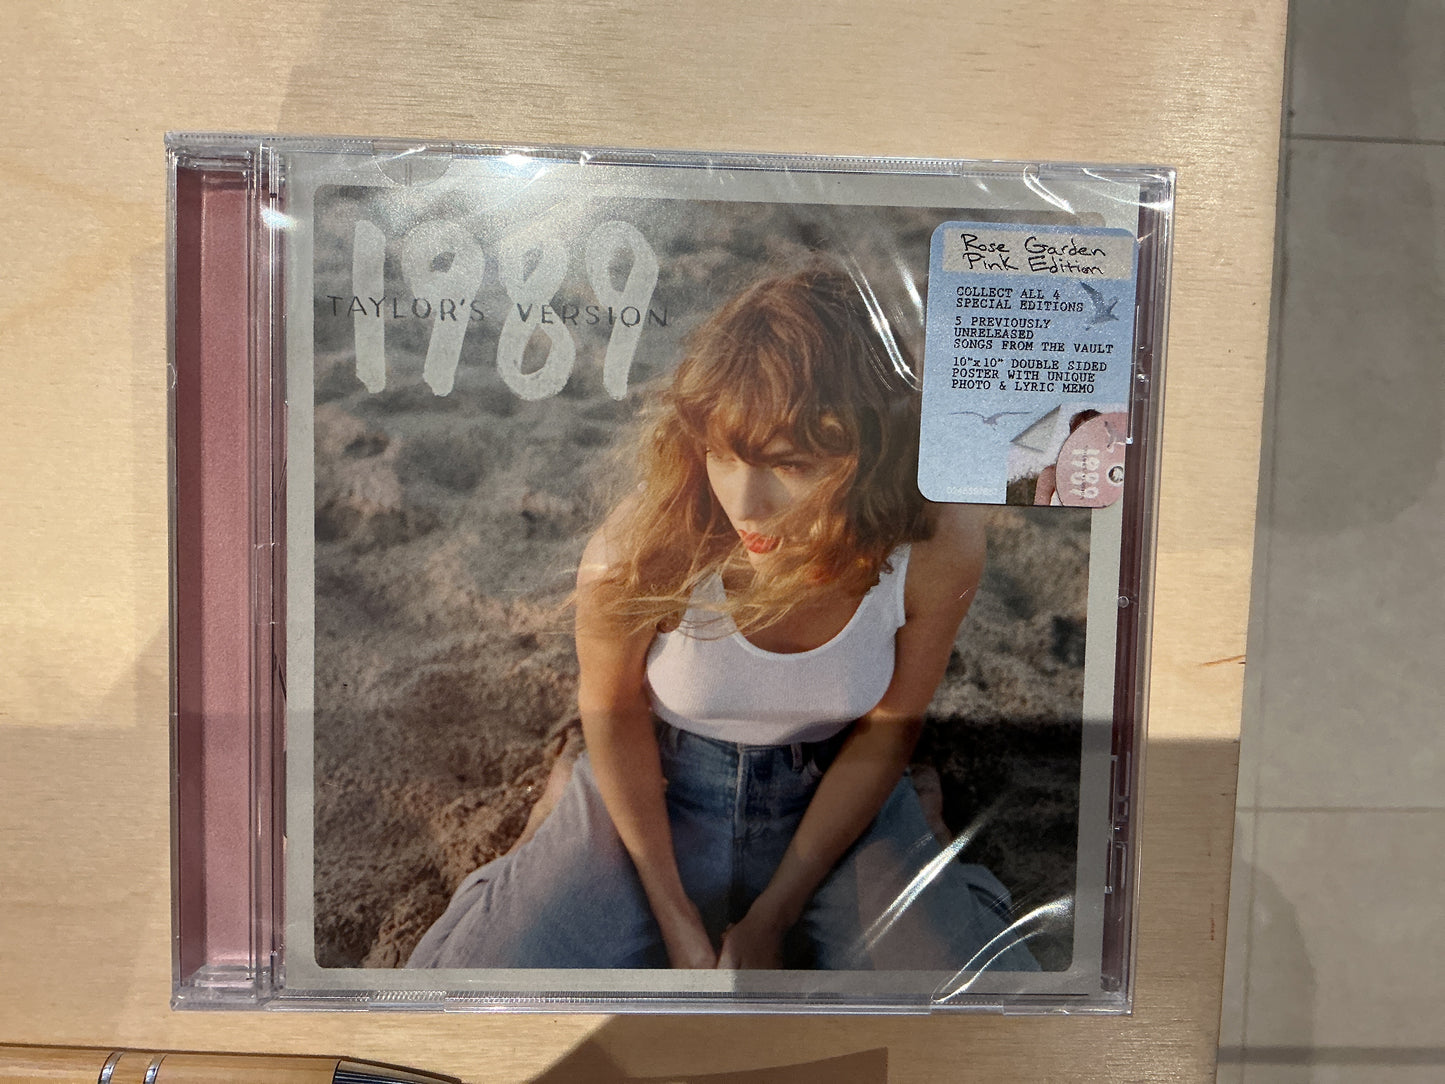 1989
TAYLOR'S VERSION
Rose Garden
Pink Edition
COLLECT ALL 4
SPECIAL EDITIONS
5 PREVIOUSLY
UNRELEASED
SONGS FROM THE VAULT
10"x10" DOUBLE SIDED
POSTER WITH UNIQUE
PHOTO & LYRIC MEMO
1989